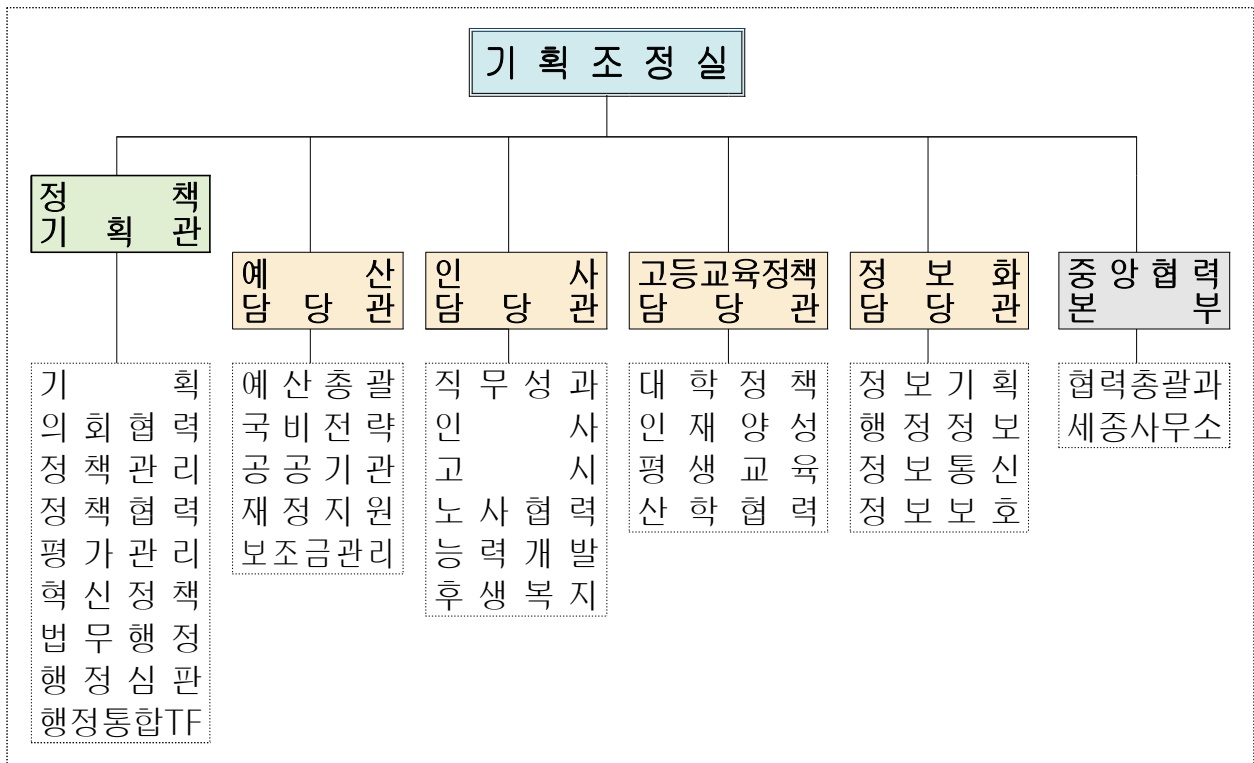 기획조정실
정책
기획관
예산
담당관
인사
담당관
고등교육정책
담당관
정보화
담당관
중앙협력
본부
기획
의회협력
정책관리
정책협력
평가관리
혁신정책
법무행정
행정심판
행정통합TF
예산총괄
국비전략
공공기관
재정지원
보조금관리
직무성과
인사
고시
노사협력
능력개발
후생복지
대학정책
인재양성
평생교육
산학협력
정보기획
행정정보
정보통신
정보보호
협력총괄과
세종사무소